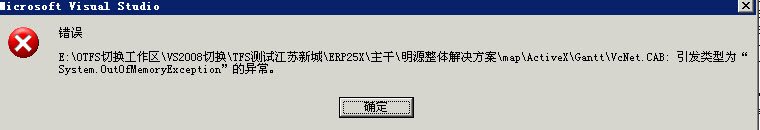 Microsoft Visual Studio
错误
E:\OTFS切换工作区\VS2008切换\TFS测试江苏新城\ERP25X\主干\明源整体解决方案\map\ActiveX\Gantt\VcNet.CAB: 引发类型为“
System.OutOfMemoryException”的异常。
确定